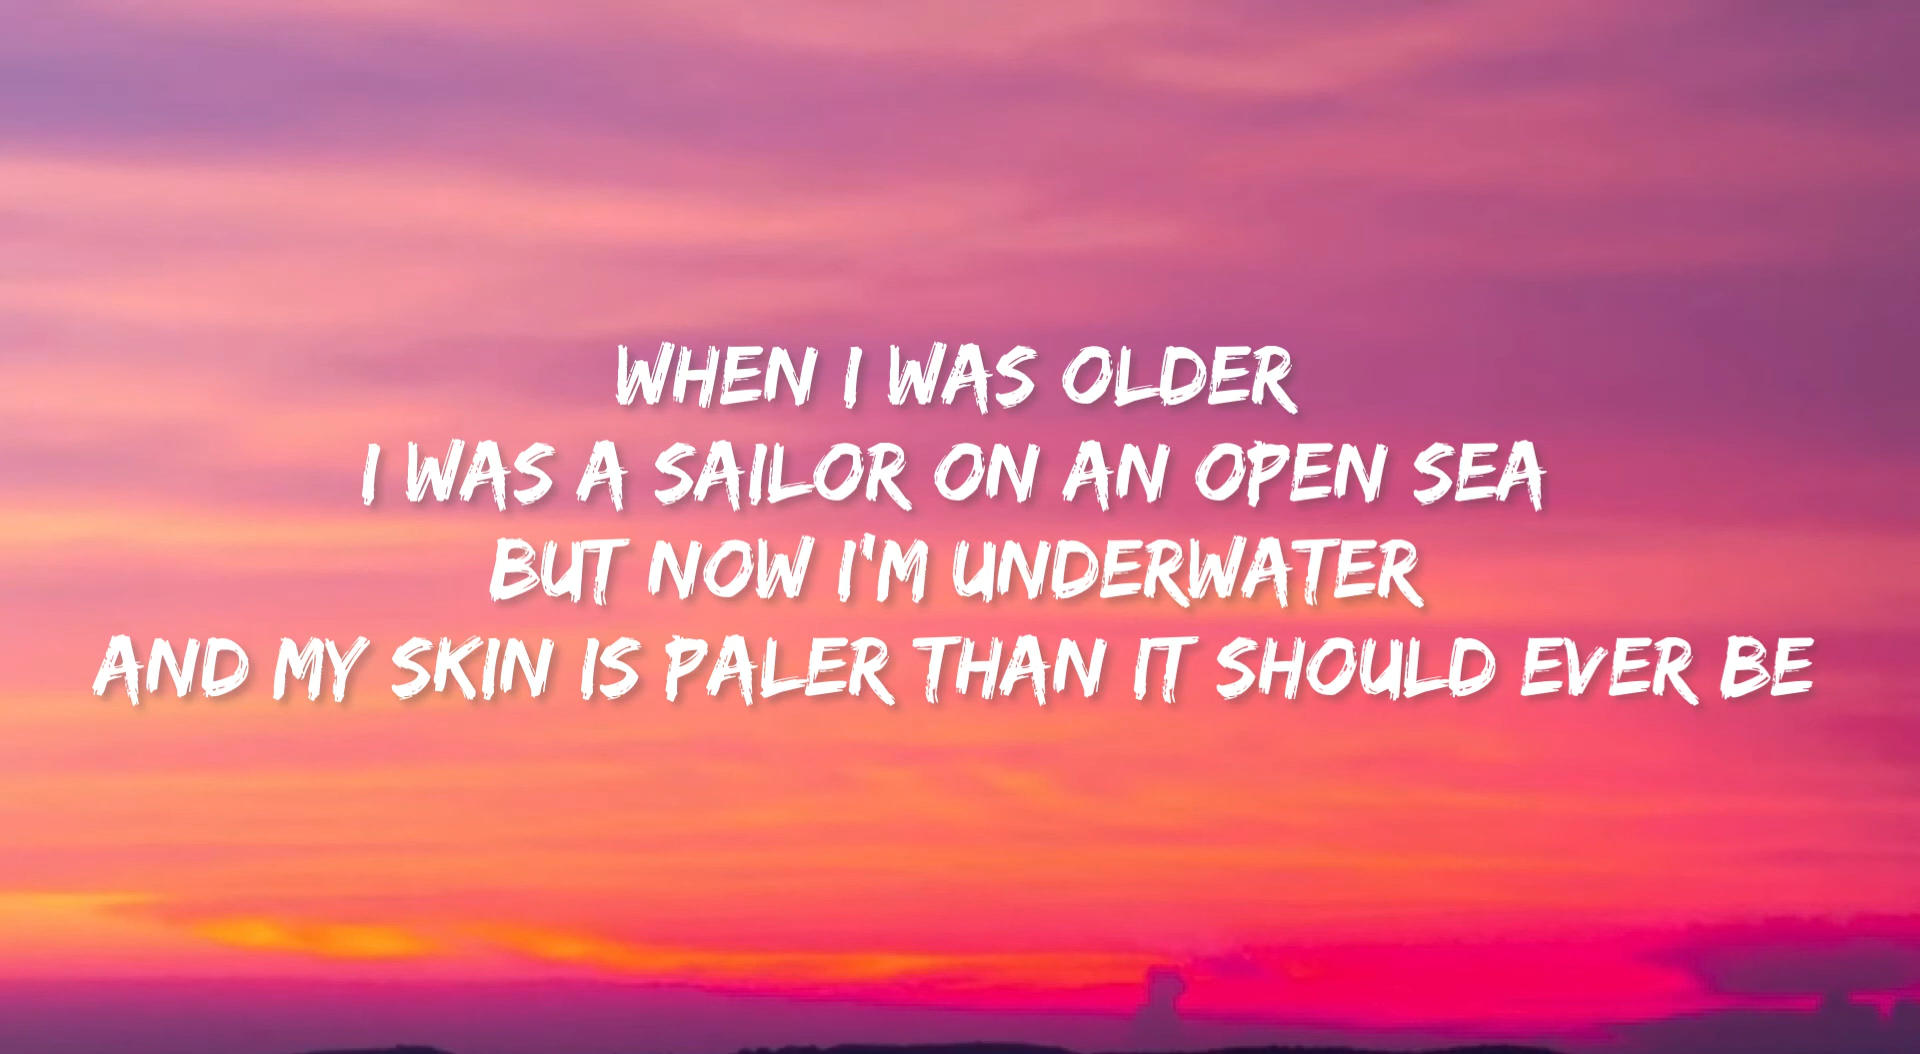 WHEN I WAS OLDER
I WAS A SAILOR ON AN OPEN SEA
BUT NOW I'M UNDERWATER
AND MY SKIN IS PALER THAN IT SHOULD EVER BE